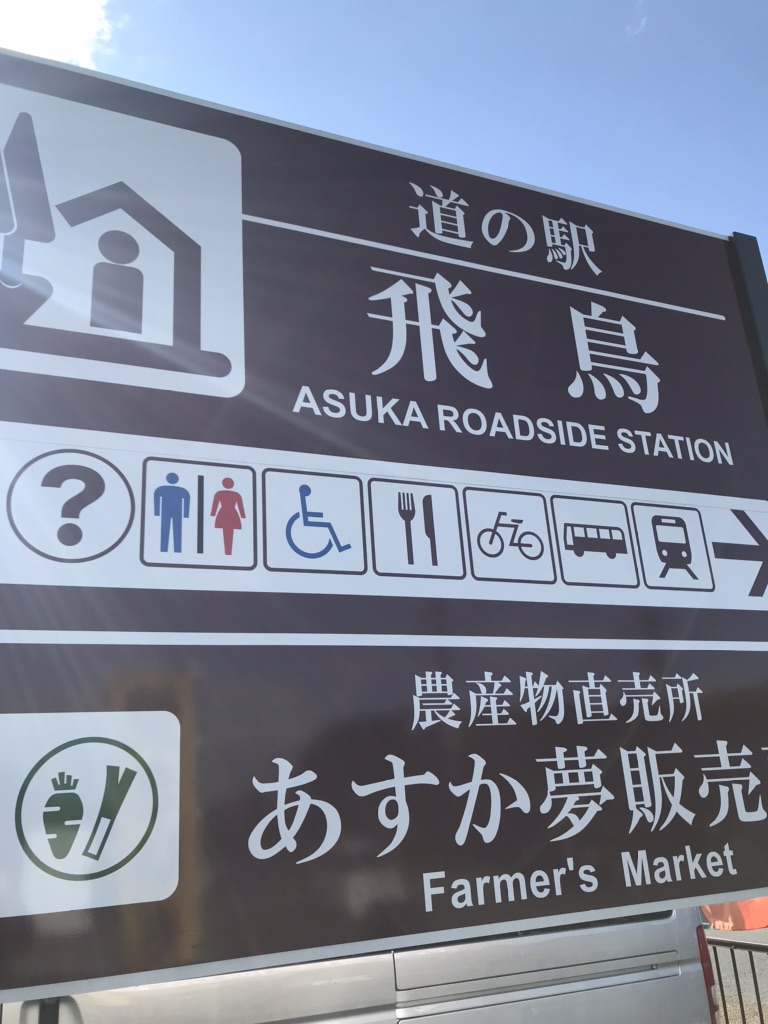 道の駅
飛鳥
ASUKA ROADSIDE STATION
?
農産物直売所
あすか夢販売
Farmer's Market